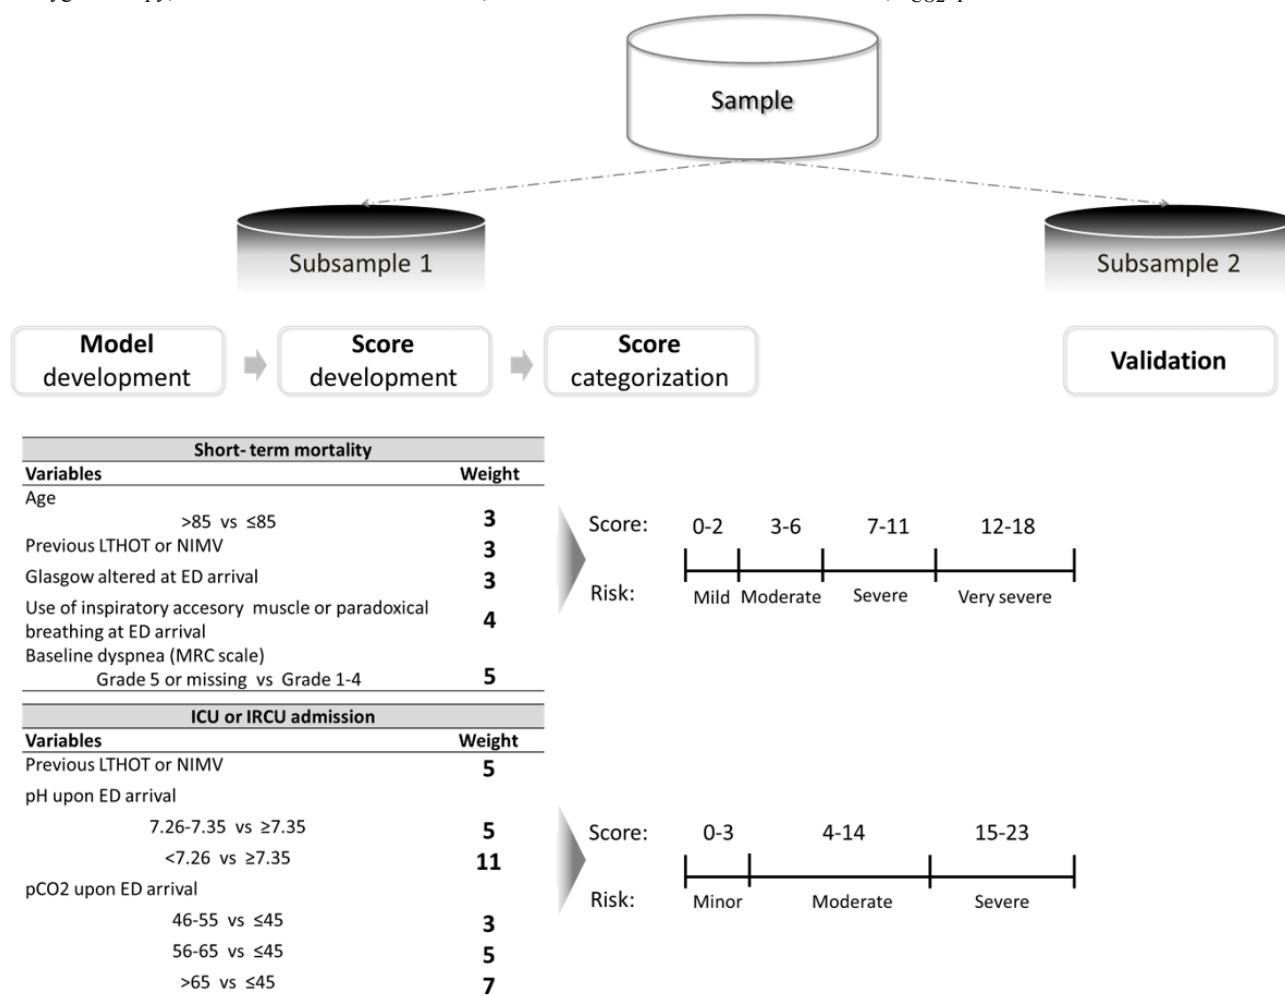 CO2
Sample
Subsample 1
Subsample 2
Model
development
Score
development
Score
categorization
Validation
Short- term mortality
Variables Weight
Age
>85 vs ≤85 3
Previous LTHOT or NIMV 3
Glasgow altered at ED arrival 3
Use of inspiratory accesory muscle or paradoxical
breathing at ED arrival 4
Baseline dyspnea (MRC scale)
Grade 5 or missing vs Grade 1-4 5
Score: 0-2 3-6 7-11 12-18
Risk: Mild Moderate Severe Very severe
ICU or IRCU admission
Variables Weight
Previous LTHOT or NIMV 5
pH upon ED arrival
7.26-7.35 vs ≥7.35 5
<7.26 vs ≥7.35 11
pCO2 upon ED arrival
46-55 vs ≤45 3
56-65 vs ≤45 5
>65 vs ≤45 7
Score: 0-3 4-14 15-23
Risk: Minor Moderate Severe